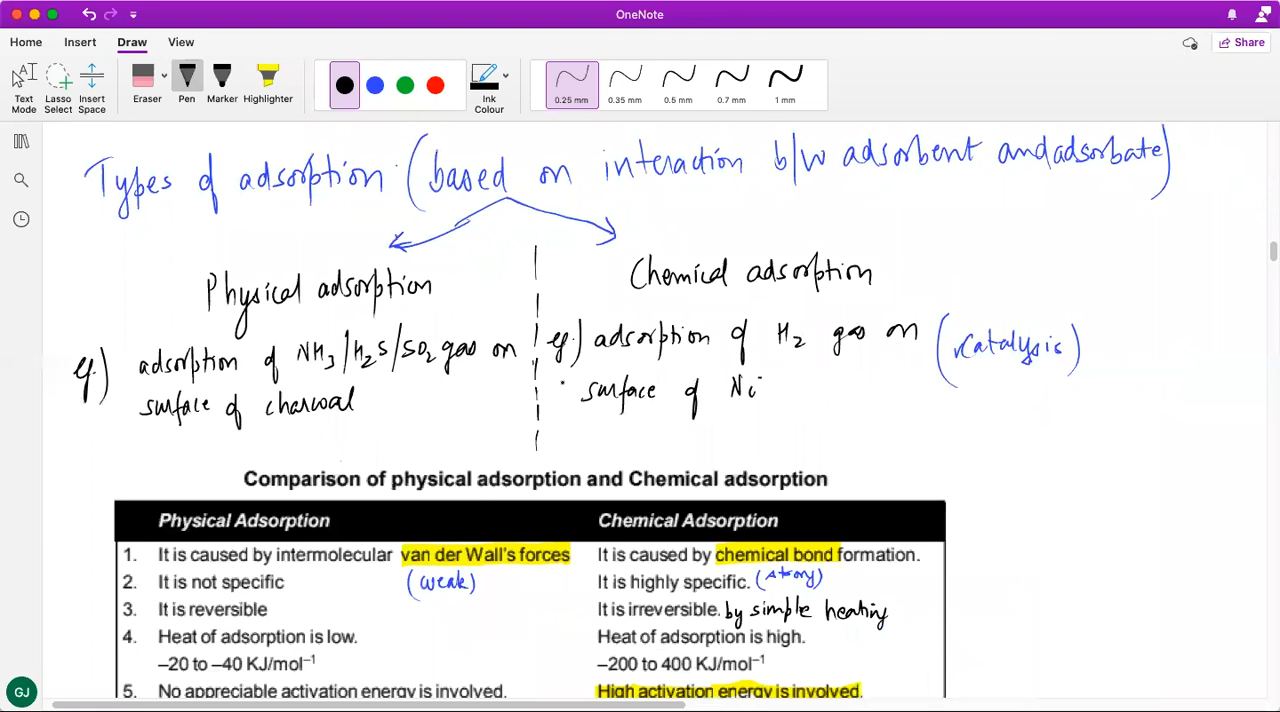 OneNote
Home Insert Draw View
Share
Text Mode
Lasso Select
Insert Space
Eraser
Pen
Marker
Highlighter
Ink Colour
0.25 mm
0.35 mm
0.5 mm
0.7 mm
1 mm
Types of adsorption (based on interaction b/w adsorbent and adsorbate)
Physical adsorption
eg.) adsorption of NH3/H2S/SO2 gas on
surface of charcoal
Chemical adsorption
eg.) adsorption of H2 gas on (Catalysis)
surface of Ni
Comparison of physical adsorption and Chemical adsorption
Physical Adsorption Chemical Adsorption
1. It is caused by intermolecular van der Wall's forces It is caused by chemical bond formation.
2. It is not specific (weak) It is highly specific. (strong)
3. It is reversible It is irreversible. by simple heating
4. Heat of adsorption is low. Heat of adsorption is high.
–20 to –40 KJ/mol⁻¹ –200 to 400 KJ/mol⁻¹
5. No appreciable activation energy is involved. High activation energy is involved.
GJ